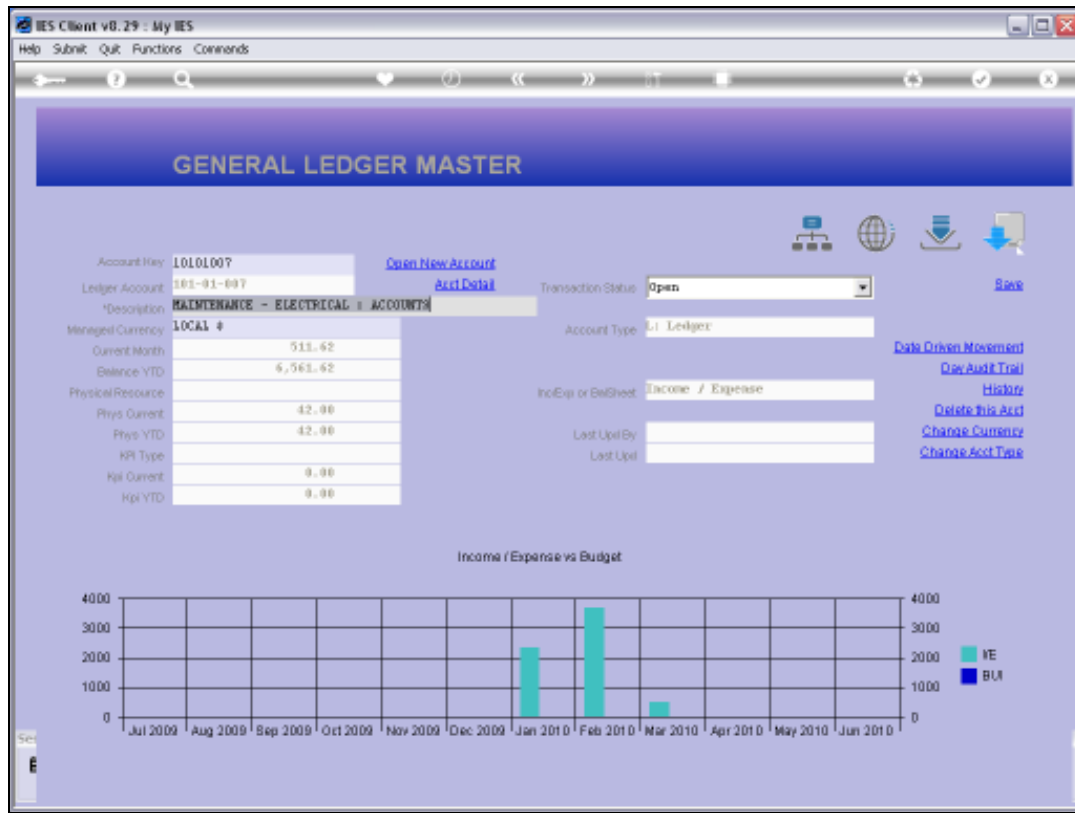 IES Client v8.29 : My IES
Help Submit Quit Functions Commands
GENERAL LEDGER MASTER
Account Key 10101007 Open New Account
Ledger Account 101-01-007 Acct Detail Transaction Status Open Save
*Description MAINTENANCE - ELECTRICAL : ACCOUNTS
Managed Currency LOCAL # Account Type L: Ledger
Current Month 511.62 Date Driven Movement
Balance YTD 6,561.62 Day Audit Trail
Physical Resource Inc/Exp or BalSheet Income / Expense History
Phys Current 42.00 Delete this Acct
Phys YTD 42.00 Last Upd By Change Currency
KPI Type Last Upd Change Acct Type
Kpi Current 0.00
Kpi YTD 0.00
Income / Expense vs Budget
4000 4000
3000 3000
2000 2000 I/E
1000 1000 BUI
0 0
Jul 2009 Aug 2009 Sep 2009 Oct 2009 Nov 2009 Dec 2009 Jan 2010 Feb 2010 Mar 2010 Apr 2010 May 2010 Jun 2010